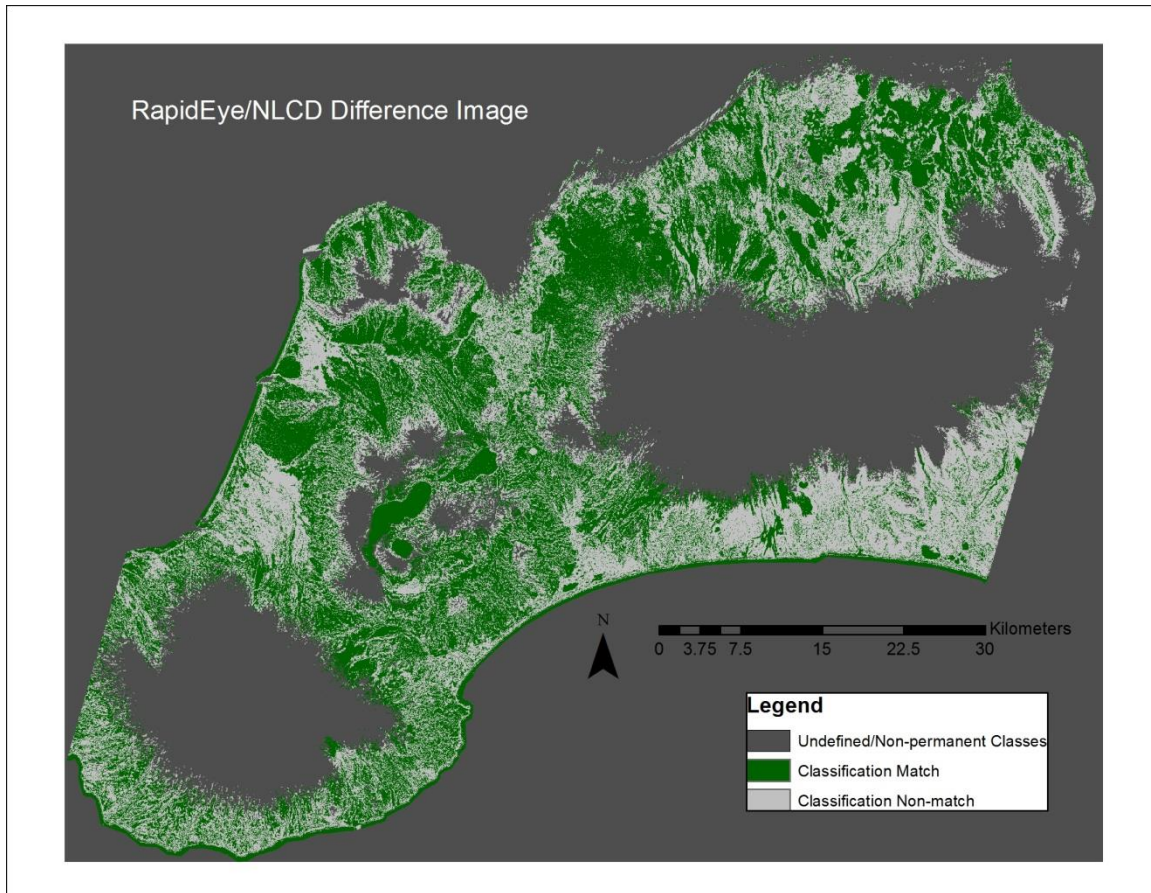 RapidEye/NLCD Difference Image
N
Kilometers
0 3.75 7.5 15 22.5 30
Legend
Undefined/Non-permanent Classes
Classification Match
Classification Non-match